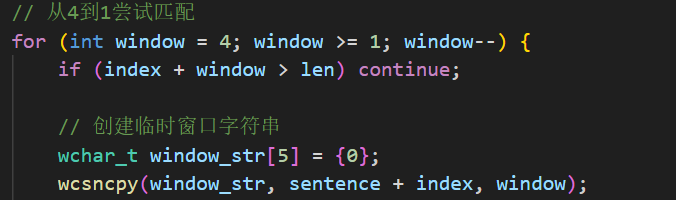 // 从4到1尝试匹配
for (int window = 4; window >= 1; window--) {
if (index + window > len) continue;
// 创建临时窗口字符串
wchar_t window_str[5] = {0};
wcsncpy(window_str, sentence + index, window);